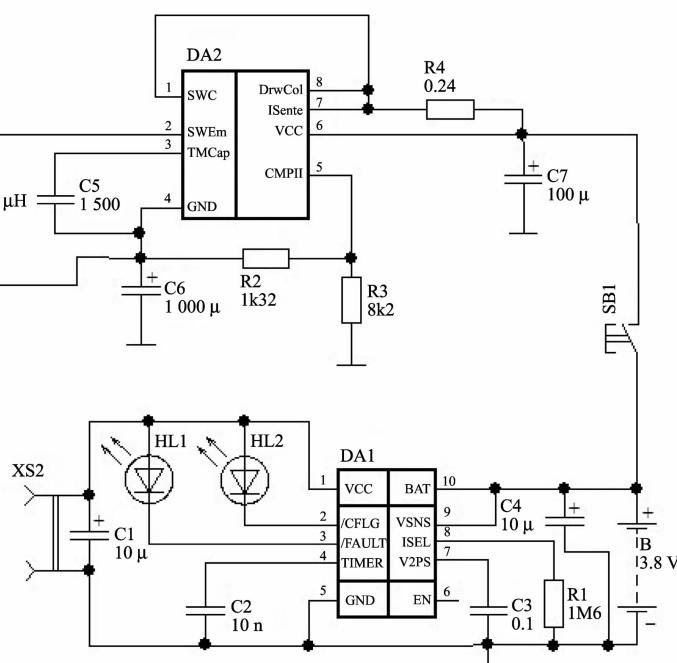 DA2
R4
0.24
1
SWC
DrwCol
8
ISente
7
2
SWEm
VCC
6
3
TMCap
CMPII
5
4
GND
C7
100 µ
+
µH
C5
1 500
+
C6
1 000 µ
R2
1k32
R3
8k2
SB1
XS2
HL1
HL2
DA1
1
VCC
BAT
10
2
/CFLG
VSNS
9
3
/FAULT
ISEL
8
4
TIMER
V2PS
7
5
GND
EN
6
+
C1
10 µ
C2
10 n
C4
10 µ
+
C3
0.1
R1
1M6
+
B
3.8 V
−